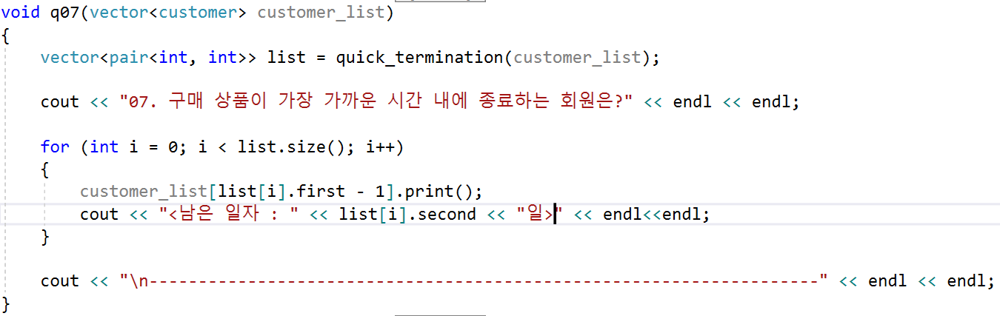 void q07(vector<customer> customer_list)
{
    vector<pair<int, int>> list = quick_termination(customer_list);
    cout << "07. 구매 상품이 가장 가까운 시간 내에 종료하는 회원은?" << endl << endl;
    for (int i = 0; i < list.size(); i++)
    {
        customer_list[list[i].first - 1].print();
        cout << "<남은 일자 : " << list[i].second << "일>" << endl<<endl;
    }
    cout << "\n--------------------------------------------------------------------" << endl << endl;
}